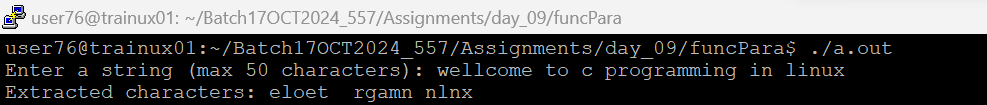 user76@trainux01: ~/Batch17OCT2024_557/Assignments/day_09/funcPara
user76@trainux01:~/Batch17OCT2024_557/Assignments/day_09/funcPara$ ./a.out
Enter a string (max 50 characters): wellcome to c programming in linux
Extracted characters: eloet  rgamn nlnx